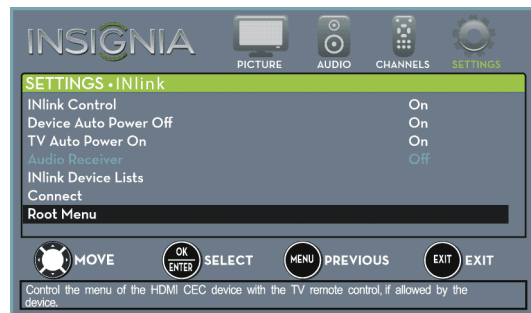 INSIGNIA
PICTURE AUDIO CHANNELS SETTINGS
SETTINGS • INlink
INlink Control On
Device Auto Power Off On
TV Auto Power On On
Audio Receiver Off
INlink Device Lists
Connect
Root Menu
MOVE OK ENTER SELECT MENU PREVIOUS EXIT EXIT
Control the menu of the HDMI CEC device with the TV remote control, if allowed by the
device.